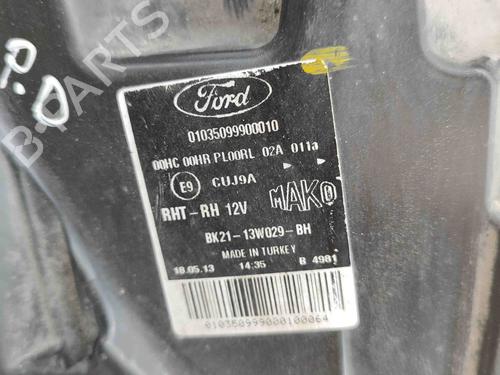 P.D
B-PARTS
Ford
01035099900010
00HC 00HR PL00RL 02A 011a
E9 CUJ9A
RHT-RH 12V MAKO
BK21-13W029-BH
MADE IN TURKEY
18.05.13 14:35 B 4981
010350999000100064